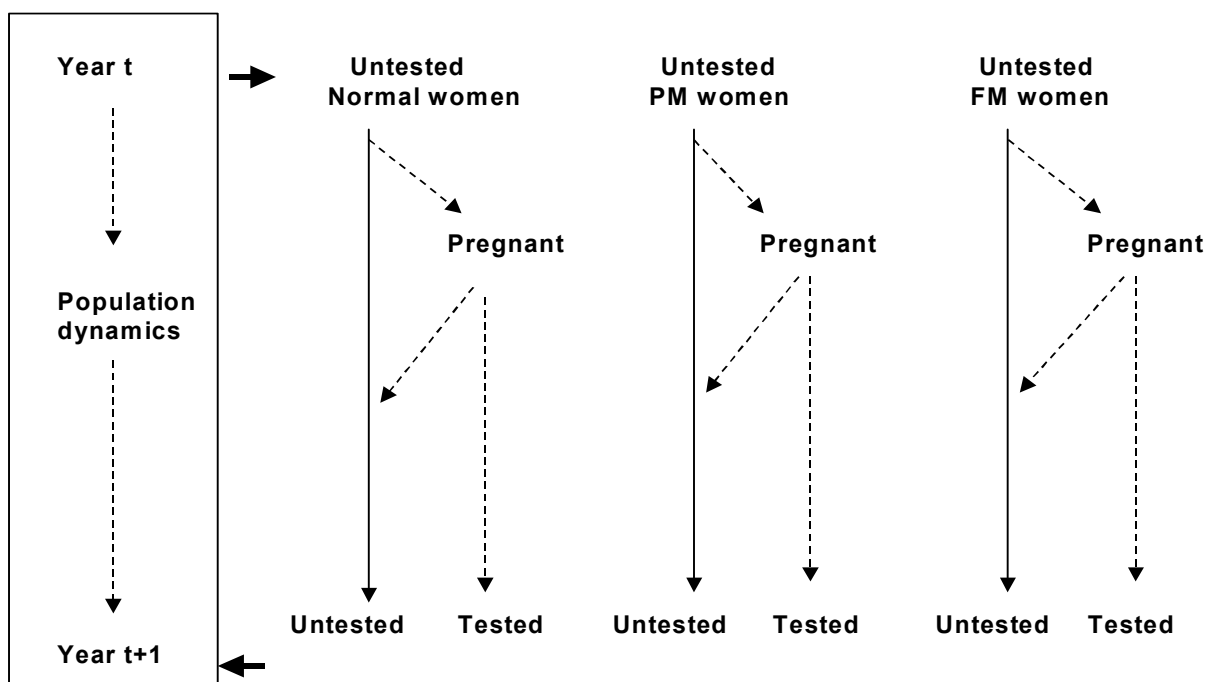 Year t
Population
dynamics
Year t+1
Untested
Normal women
Untested
PM women
Untested
FM women
Pregnant
Pregnant
Pregnant
Untested
Tested
Untested
Tested
Untested
Tested